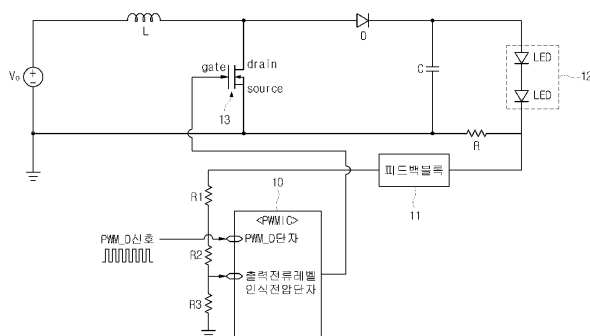 L
D
V₀
gate
drain
source
13
C
LED
LED
12
R
피드백블록
11
R1
10
<PWMIC>
PWM_D신호
PWM_D단자
R2
출력전류레벨
인식전압단자
R3